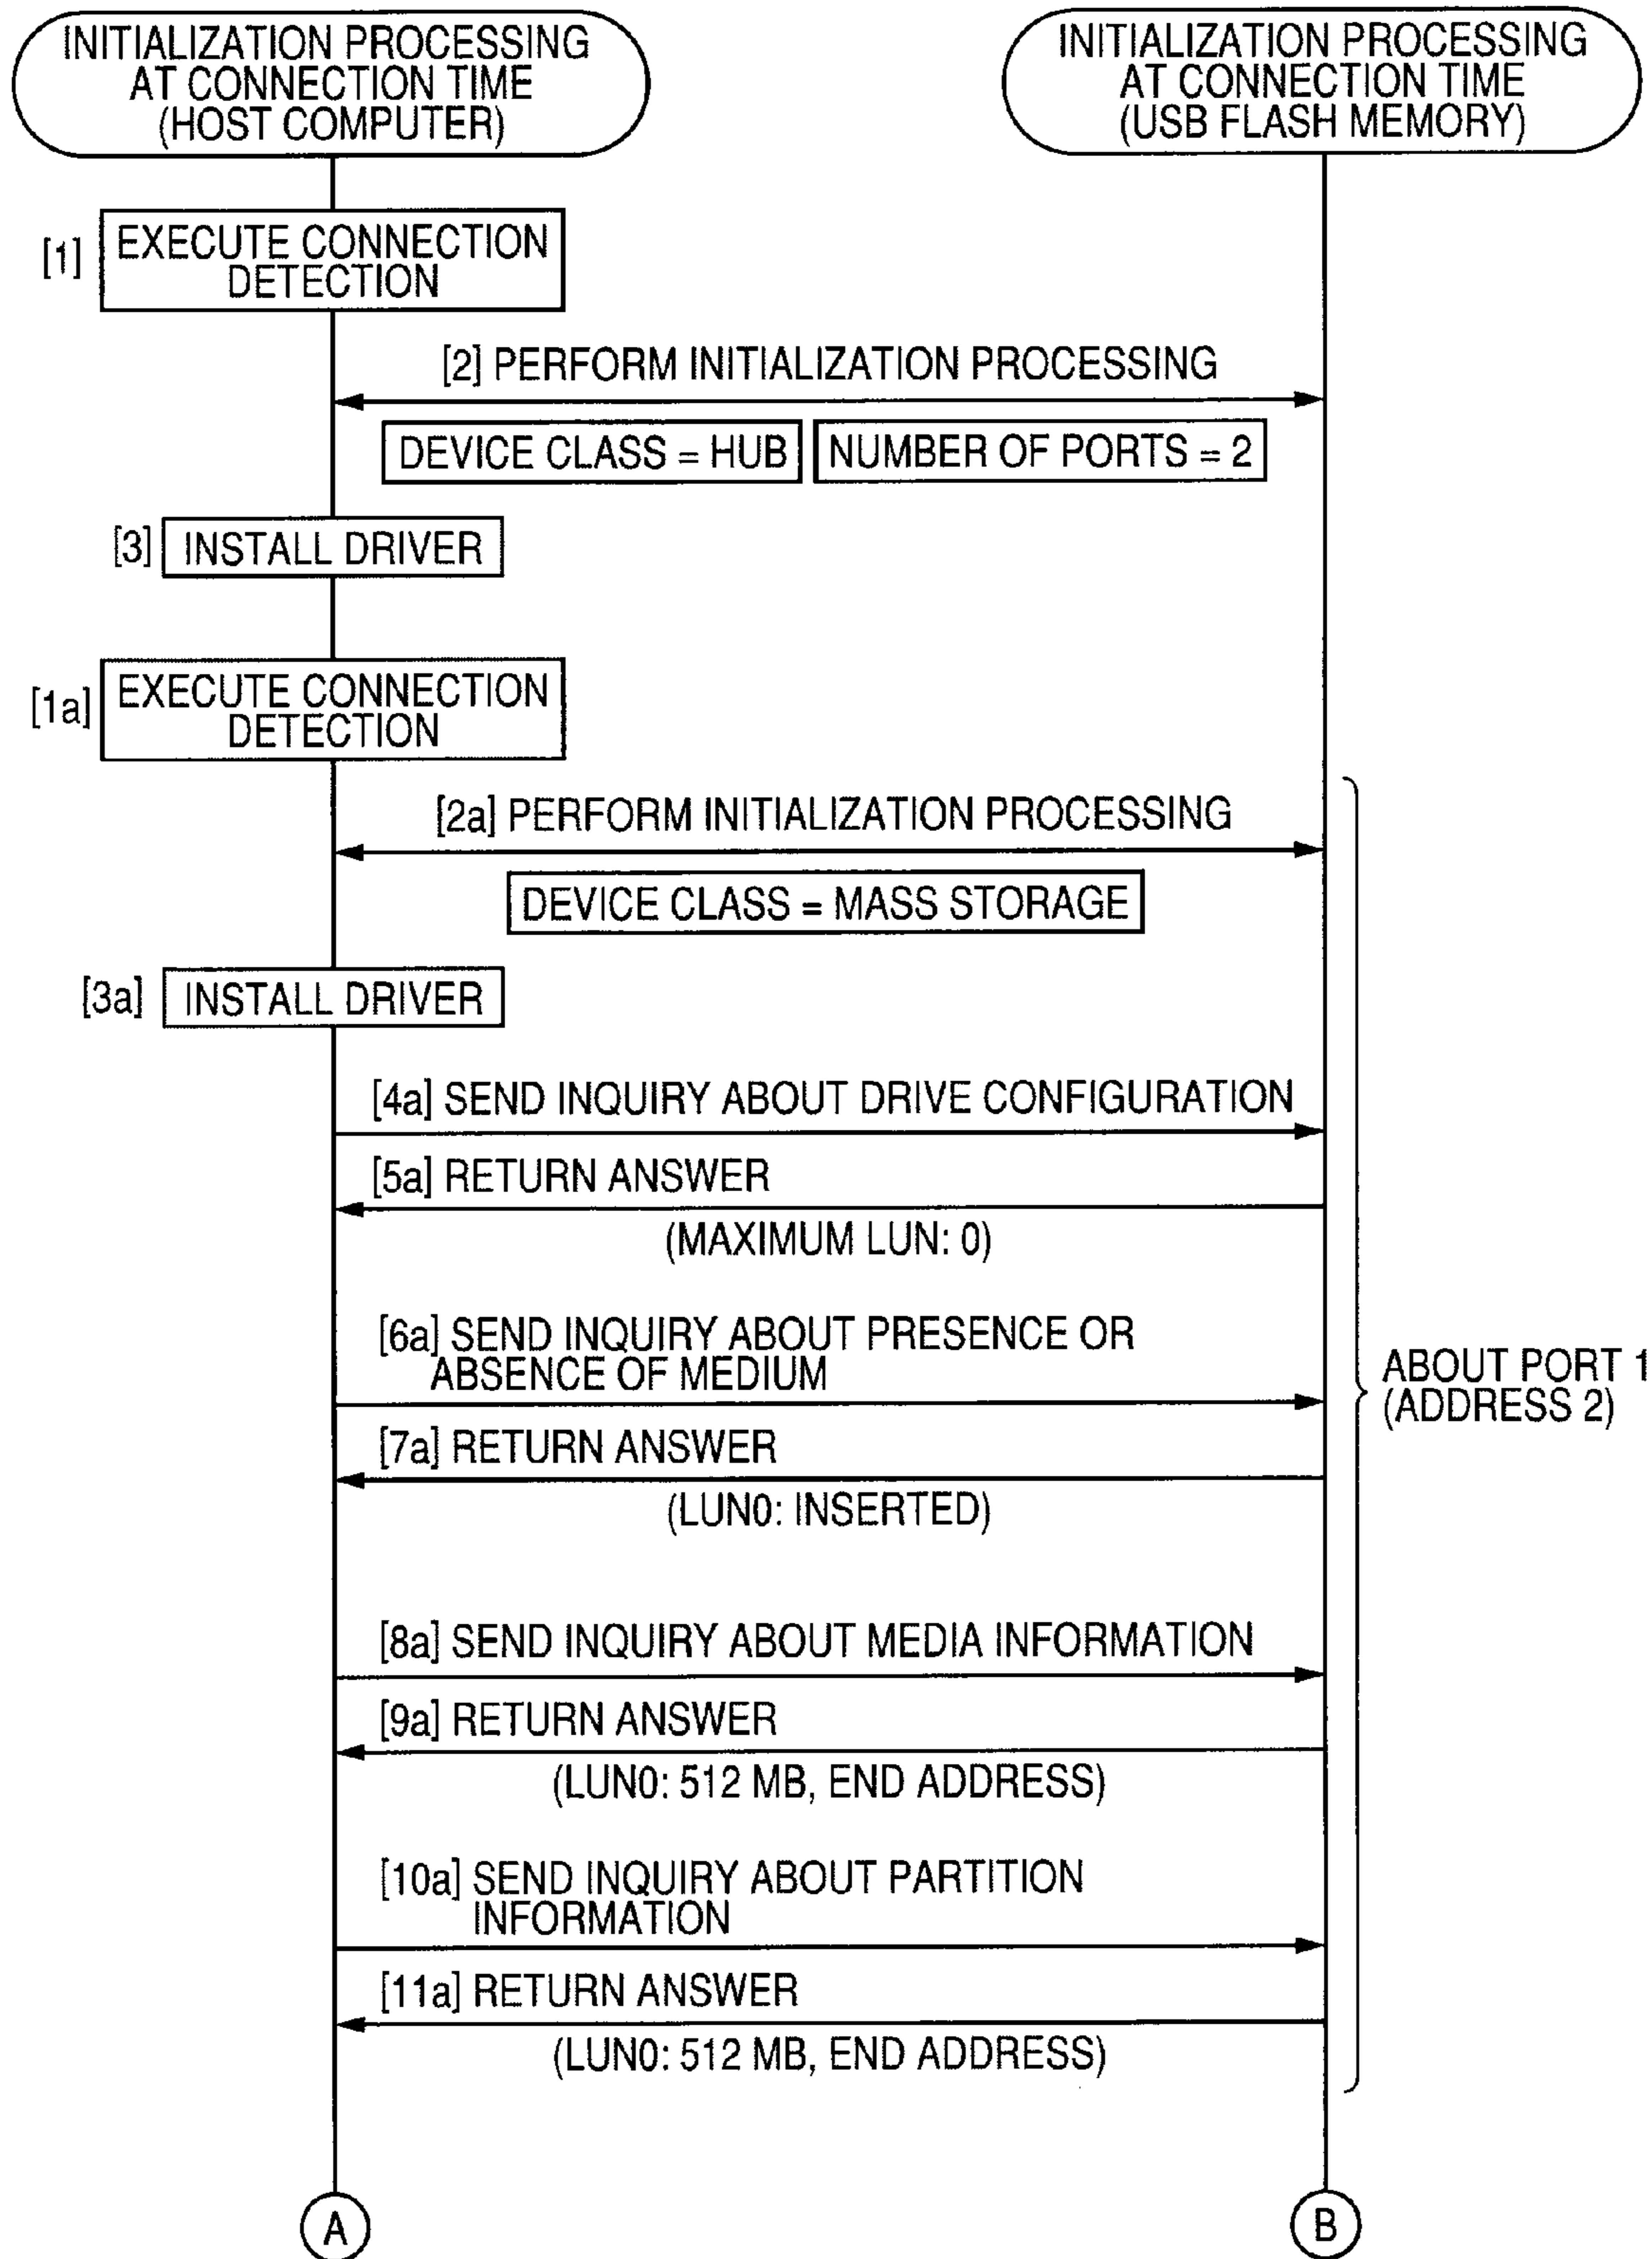 INITIALIZATION PROCESSING
AT CONNECTION TIME
(HOST COMPUTER)
INITIALIZATION PROCESSING
AT CONNECTION TIME
(USB FLASH MEMORY)
[1] EXECUTE CONNECTION
DETECTION
[2] PERFORM INITIALIZATION PROCESSING
DEVICE CLASS = HUB NUMBER OF PORTS = 2
[3] INSTALL DRIVER
[1a] EXECUTE CONNECTION
DETECTION
[2a] PERFORM INITIALIZATION PROCESSING
DEVICE CLASS = MASS STORAGE
[3a] INSTALL DRIVER
[4a] SEND INQUIRY ABOUT DRIVE CONFIGURATION
[5a] RETURN ANSWER
(MAXIMUM LUN: 0)
[6a] SEND INQUIRY ABOUT PRESENCE OR
ABSENCE OF MEDIUM
ABOUT PORT 1
(ADDRESS 2)
[7a] RETURN ANSWER
(LUN0: INSERTED)
[8a] SEND INQUIRY ABOUT MEDIA INFORMATION
[9a] RETURN ANSWER
(LUN0: 512 MB, END ADDRESS)
[10a] SEND INQUIRY ABOUT PARTITION
INFORMATION
[11a] RETURN ANSWER
(LUN0: 512 MB, END ADDRESS)
A
B